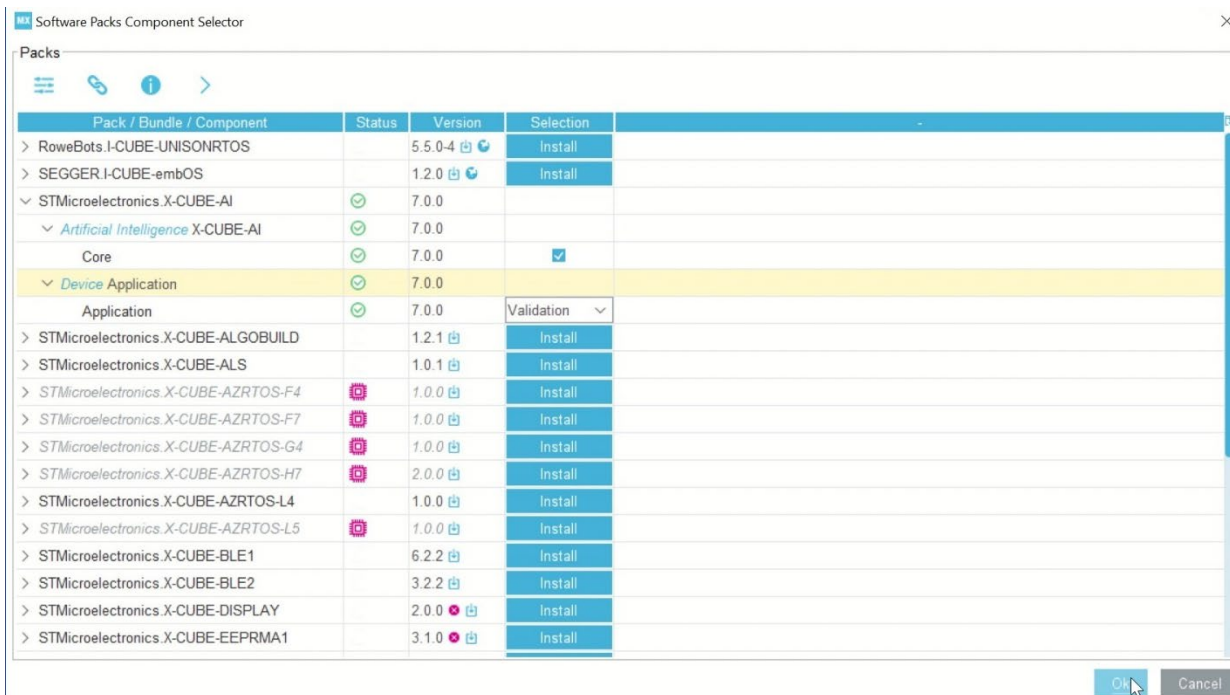 MX Software Packs Component Selector
Packs
Pack / Bundle / Component Status Version Selection -
RoweBots.I-CUBE-UNISONRTOS 5.5.0-4 Install
SEGGER.I-CUBE-embOS 1.2.0 Install
STMicroelectronics.X-CUBE-AI 7.0.0
Artificial Intelligence X-CUBE-AI 7.0.0
Core 7.0.0
Device Application 7.0.0
Application 7.0.0 Validation
STMicroelectronics.X-CUBE-ALGOBUILD 1.2.1 Install
STMicroelectronics.X-CUBE-ALS 1.0.1 Install
STMicroelectronics.X-CUBE-AZRTOS-F4 1.0.0 Install
STMicroelectronics.X-CUBE-AZRTOS-F7 1.0.0 Install
STMicroelectronics.X-CUBE-AZRTOS-G4 1.0.0 Install
STMicroelectronics.X-CUBE-AZRTOS-H7 2.0.0 Install
STMicroelectronics.X-CUBE-AZRTOS-L4 1.0.0 Install
STMicroelectronics.X-CUBE-AZRTOS-L5 1.0.0 Install
STMicroelectronics.X-CUBE-BLE1 6.2.2 Install
STMicroelectronics.X-CUBE-BLE2 3.2.2 Install
STMicroelectronics.X-CUBE-DISPLAY 2.0.0 Install
STMicroelectronics.X-CUBE-EEPRMA1 3.1.0 Install
Ok Cancel